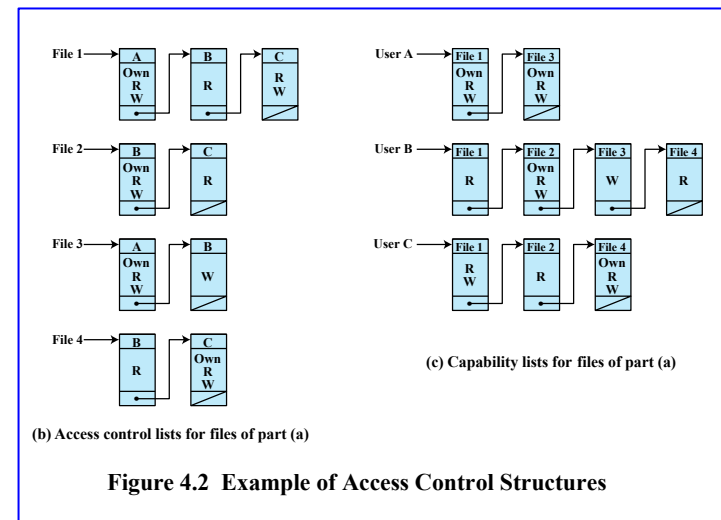 File 1
A
Own
R
W
B
R
C
R
W
File 2
B
Own
R
W
C
R
File 3
A
Own
R
W
B
W
File 4
B
R
C
Own
R
W
(b) Access control lists for files of part (a)
User A
File 1
Own
R
W
File 3
Own
R
W
User B
File 1
R
File 2
Own
R
W
File 3
W
File 4
R
User C
File 1
R
W
File 2
R
File 4
Own
R
W
(c) Capability lists for files of part (a)
Figure 4.2 Example of Access Control Structures